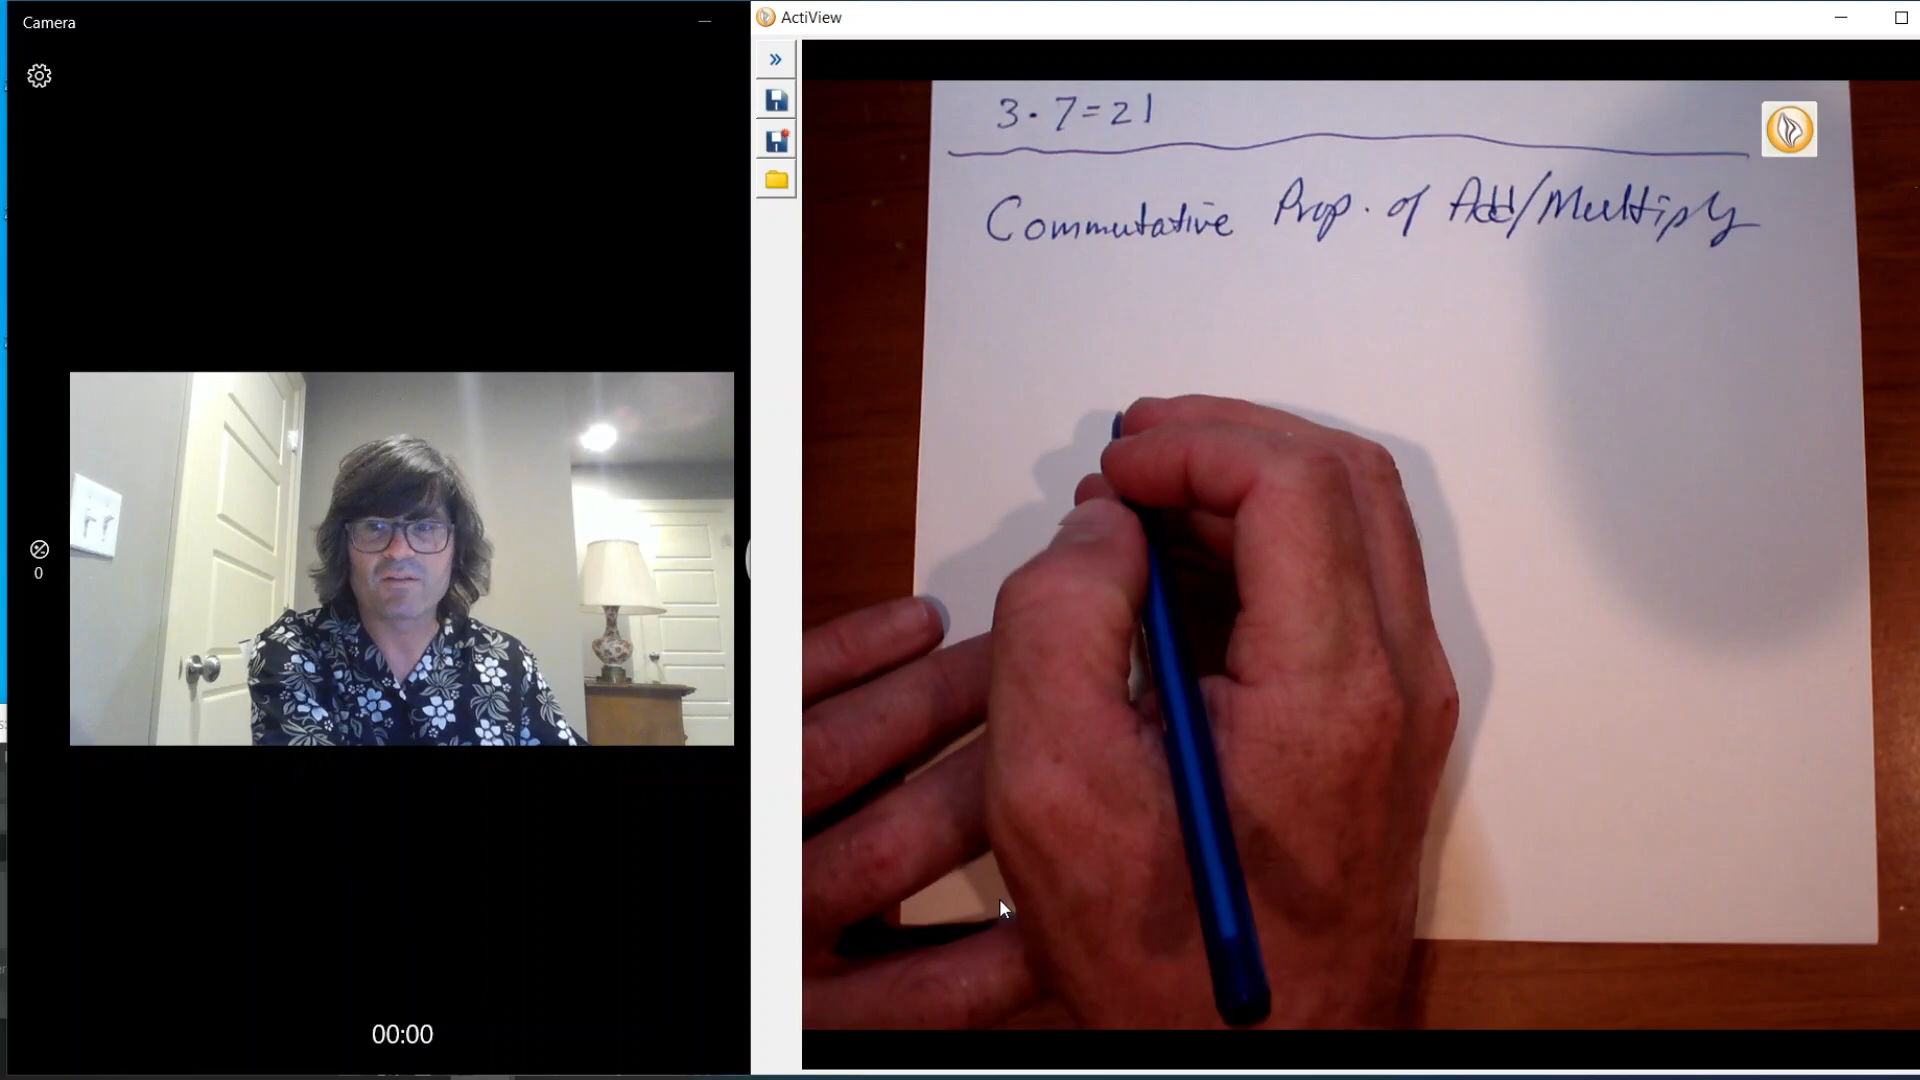 Camera
ActiView
»
3 · 7 = 21
Commutative Prop. of Add/Multiply
0
00:00